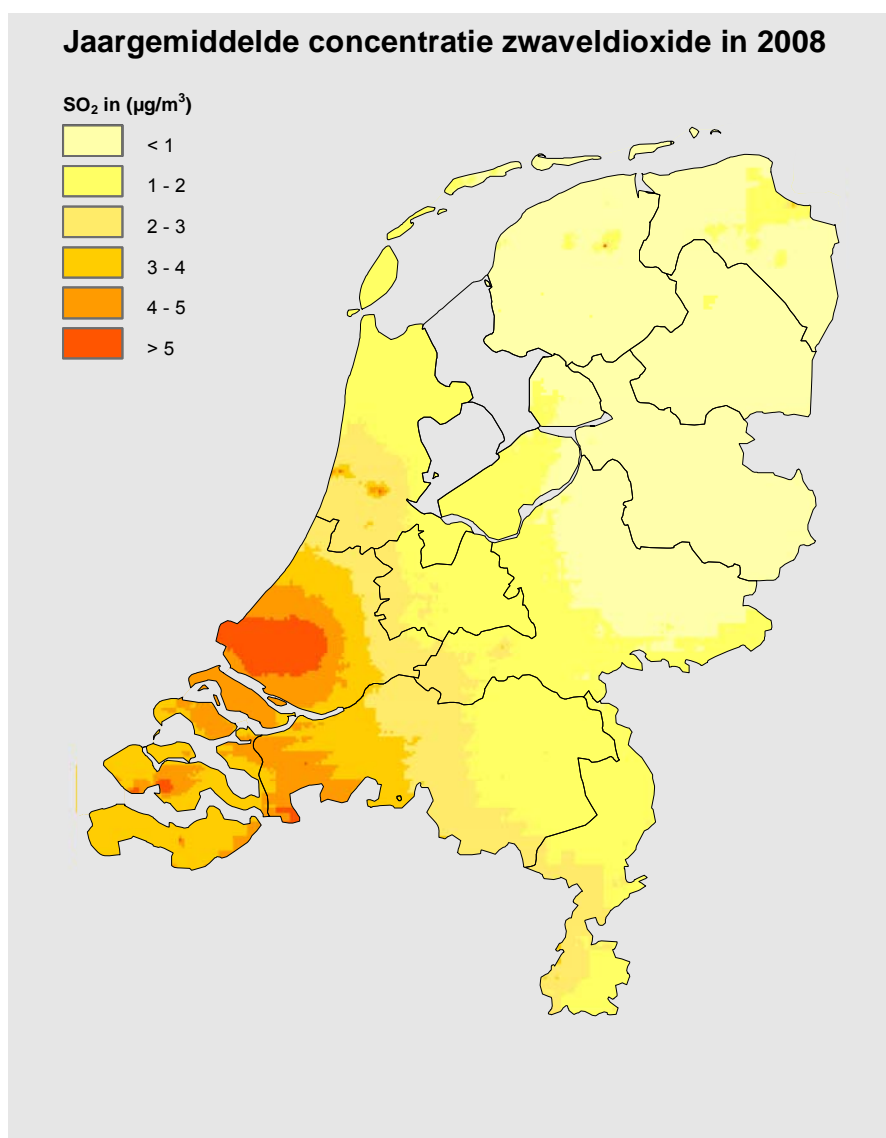 Jaargemiddelde concentratie zwaveldioxide in 2008
SO₂ in (µg/m³)
< 1
1 - 2
2 - 3
3 - 4
4 - 5
> 5